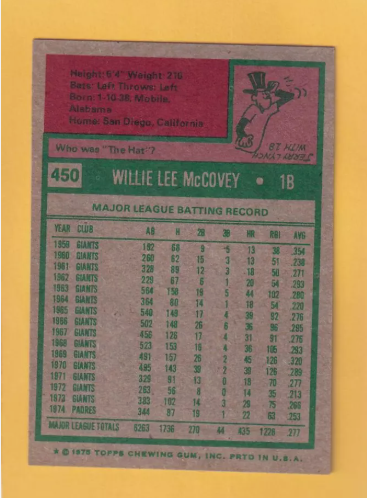 Height: 6'4" Weight: 216
Bats: Left Throws: Left
Born: 1-10-38, Mobile,
Alabama
Home: San Diego, California
Who was "The Hat"?
WITH 18
450 WILLIE LEE McCOVEY • 1B
MAJOR LEAGUE BATTING RECORD
YEAR CLUB AB H 2B 3B HR RBI AVG
1959 GIANTS 192 68 9 5 13 38 .354
1960 GIANTS 260 62 15 3 13 51 .238
1961 GIANTS 328 89 12 3 18 50 .271
1962 GIANTS 229 67 6 1 20 54 .293
1963 GIANTS 564 158 19 5 44 102 .280
1964 GIANTS 364 80 14 1 18 54 .220
1965 GIANTS 540 149 17 4 39 92 .276
1966 GIANTS 502 148 26 6 36 96 .295
1967 GIANTS 456 126 17 4 31 91 .276
1968 GIANTS 523 153 16 4 36 105 .293
1969 GIANTS 491 157 26 2 45 126 .320
1970 GIANTS 495 143 39 2 39 126 .289
1971 GIANTS 329 91 13 0 18 70 .277
1972 GIANTS 263 56 8 0 14 35 .213
1973 GIANTS 383 102 14 3 29 75 .266
1974 PADRES 344 87 19 1 22 63 .253
MAJOR LEAGUE TOTALS 6263 1736 270 44 435 1228 .277
© 1975 TOPPS CHEWING GUM, INC. PRTD IN U.S.A.